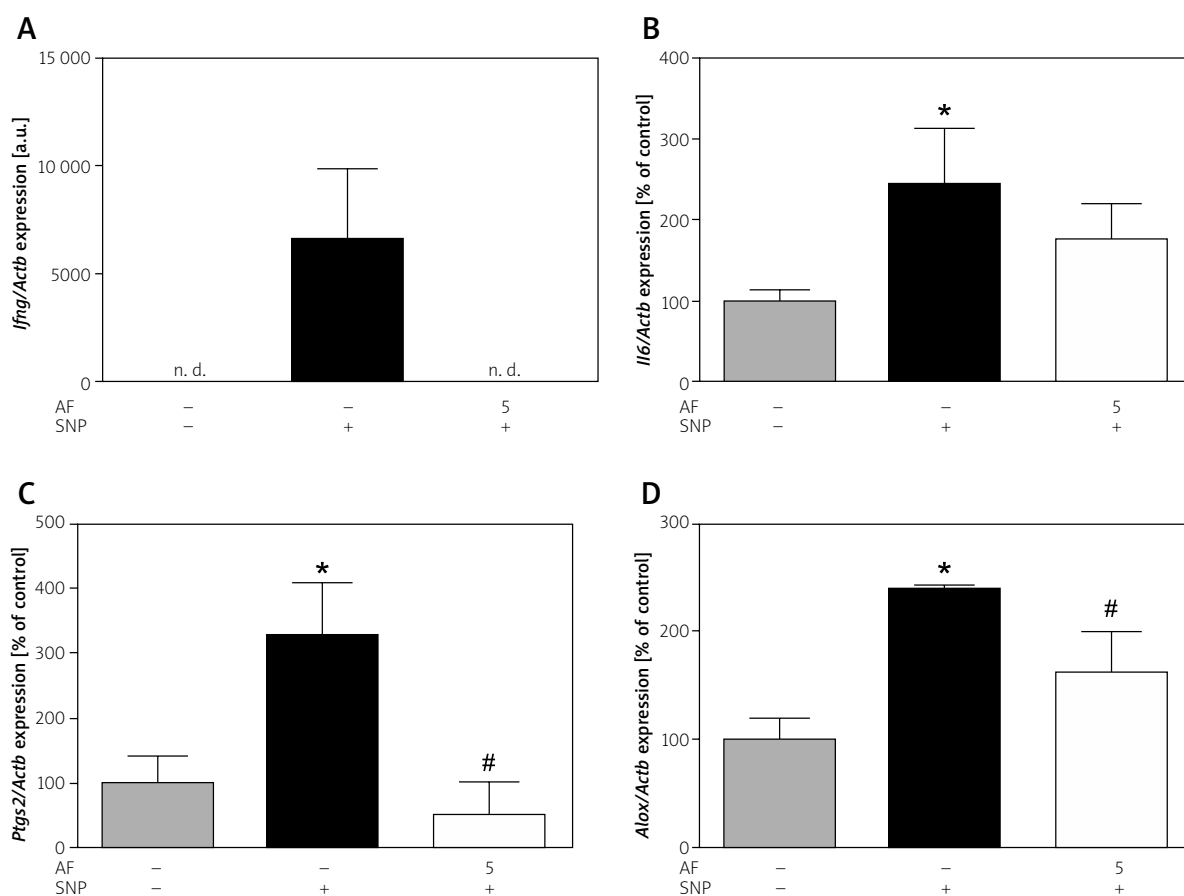 A
Ifng/Actb expression [a.u.]
15 000
10 000
5000
0
n. d.
n. d.
AF – – 5
SNP – + +
B
Il6/Actb expression [% of control]
400
300
200
100
0
*
AF – – 5
SNP – + +
C
Ptgs2/Actb expression [% of control]
500
400
300
200
100
0
*
#
AF – – 5
SNP – + +
D
Alox/Actb expression [% of control]
300
200
100
0
*
#
AF – – 5
SNP – + +